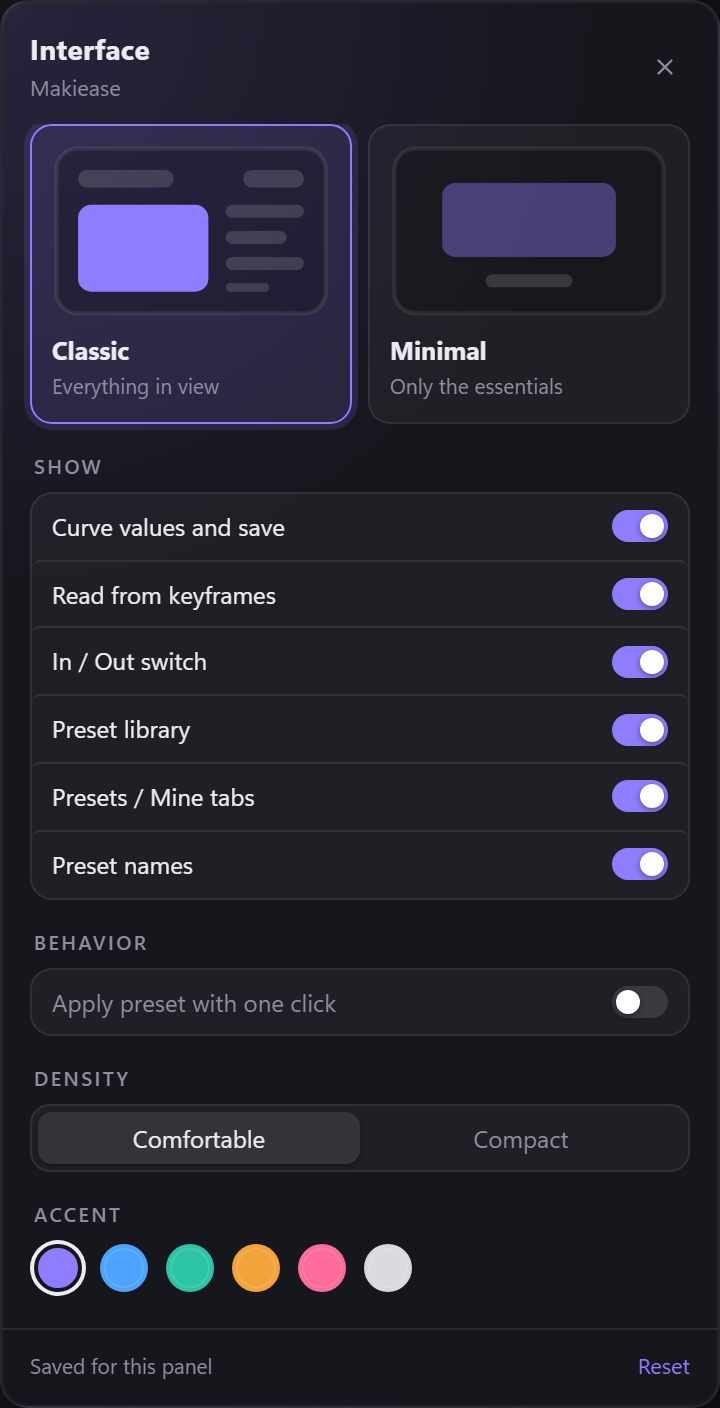 Interface
Makiease
Classic
Everything in view
Minimal
Only the essentials
SHOW
Curve values and save
Read from keyframes
In / Out switch
Preset library
Presets / Mine tabs
Preset names
BEHAVIOR
Apply preset with one click
DENSITY
Comfortable
Compact
ACCENT
Saved for this panel
Reset